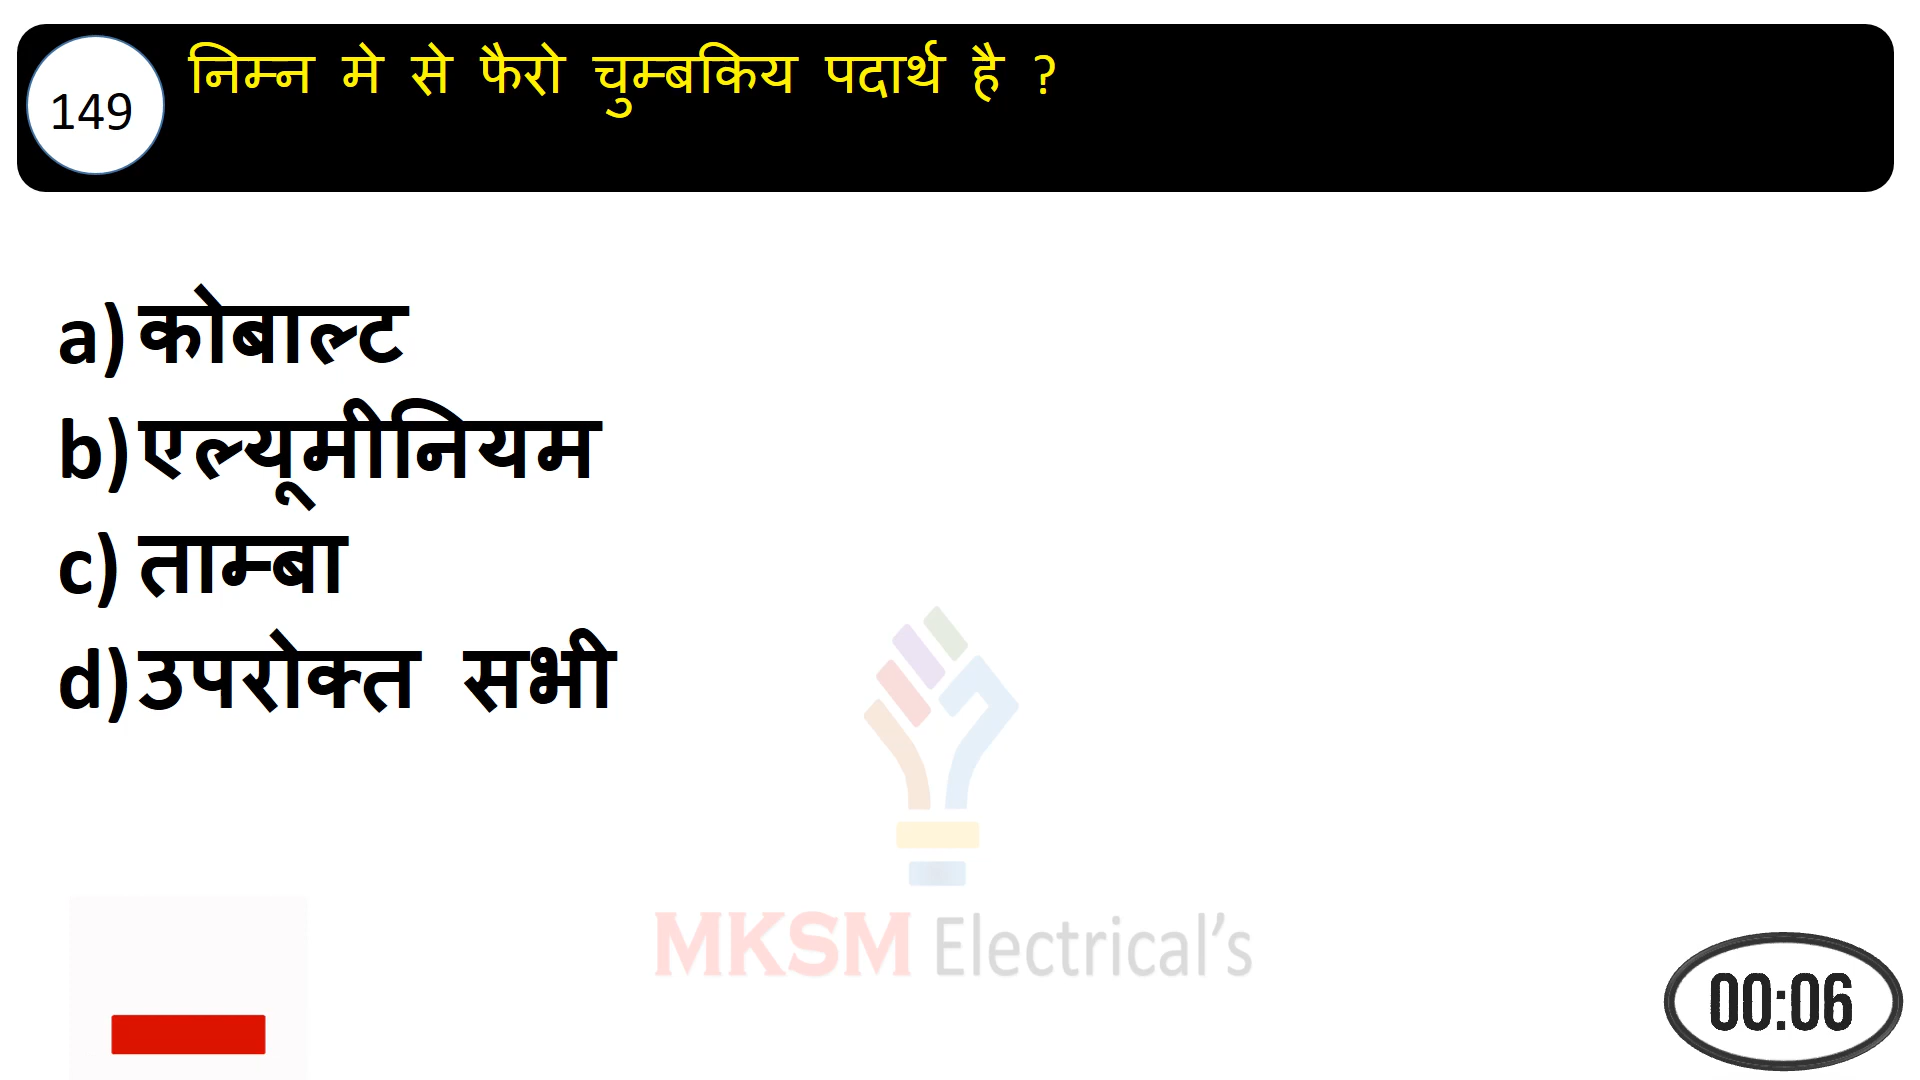 149
निम्न मे से फैरो चुम्बकिय पदार्थ है ?
a) कोबाल्ट
b) एल्यूमीनियम
c) ताम्बा
d) उपरोक्त सभी
MKSM Electrical’s
00:06